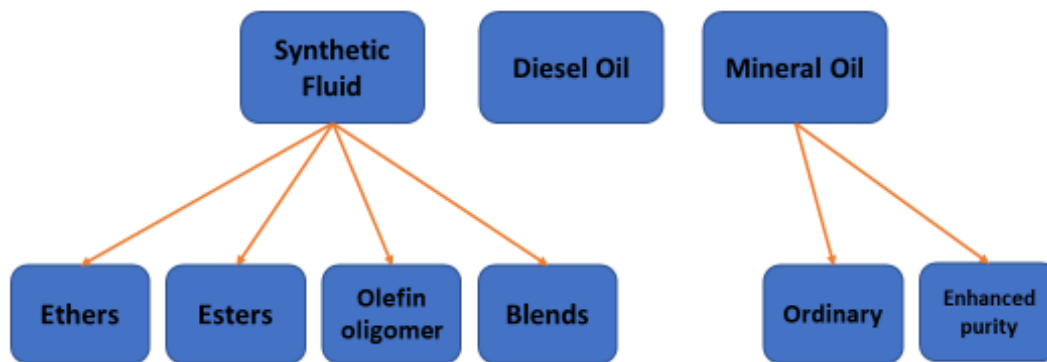 Synthetic
Fluid
Diesel Oil
Mineral Oil
Ethers
Esters
Olefin
oligomer
Blends
Ordinary
Enhanced
purity